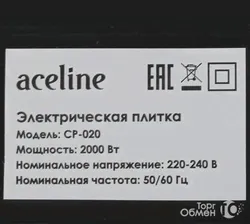 aceline
EAC
Электрическая плитка
Модель: CP-020
Мощность: 2000 Вт
Номинальное напряжение: 220-240 В
Номинальная частота: 50/60 Гц
Торг
Обмен